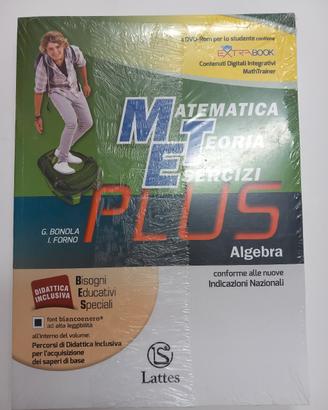 1 DVD-Rom per lo studente contiene
EXTRABOOK
Contenuti Digitali Integrativi
MathTrainer
MATEMATICA
TEORIA
ESERCIZI
PLUS
G. BONOLA
I. FORNO
Algebra
conforme alle nuove
Indicazioni Nazionali
DIDATTICA
INCLUSIVA
Bisogni
Educativi
Speciali
font biancoenero®
ad alta leggibilità
all'interno del volume:
Percorsi di Didattica Inclusiva
per l'acquisizione
dei saperi di base
LS
Lattes